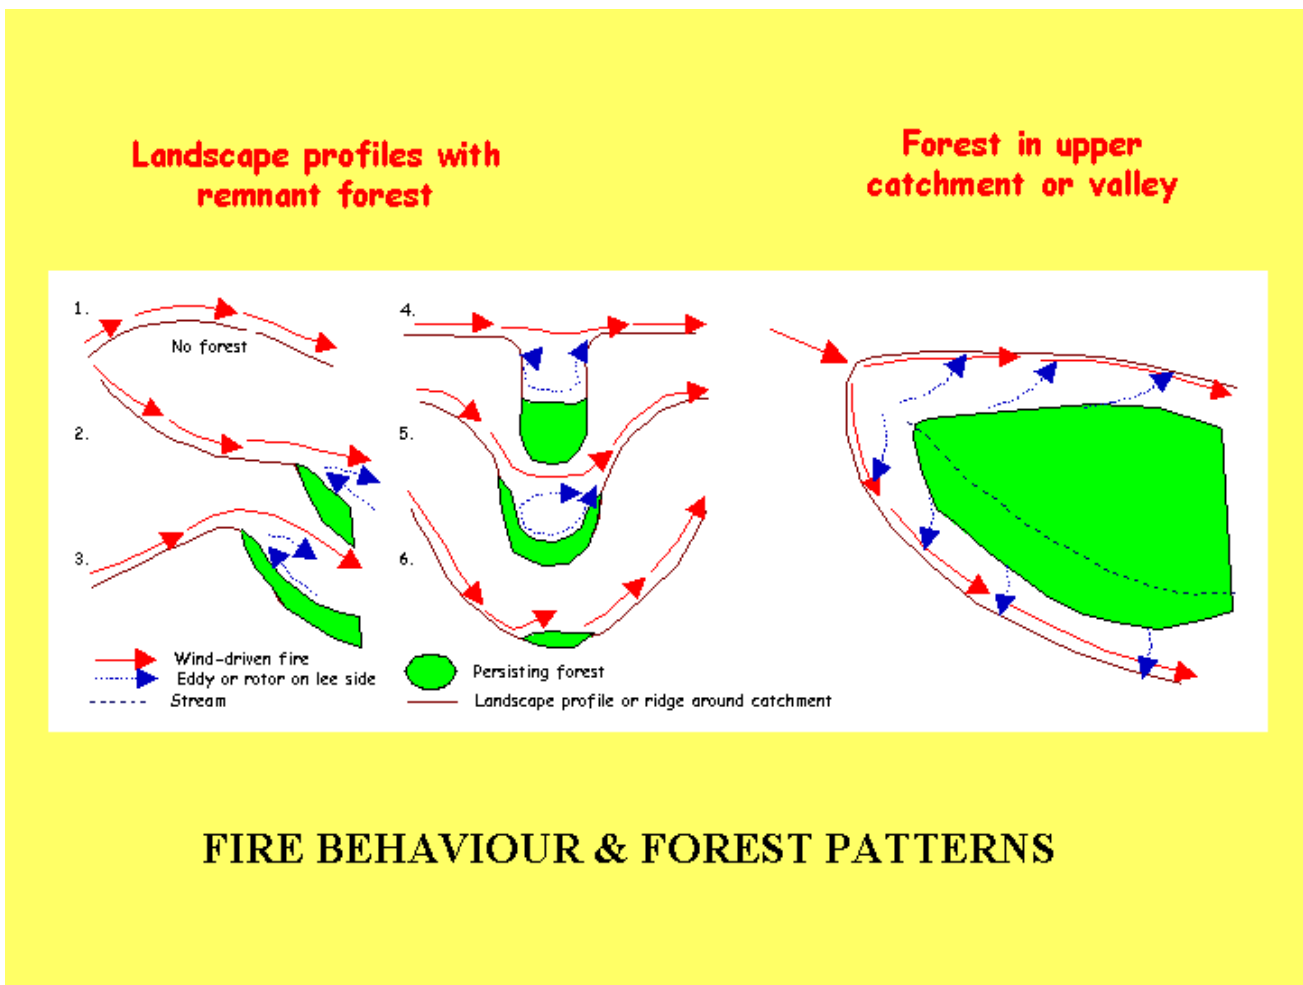 Landscape profiles with
remnant forest
Forest in upper
catchment or valley
1.
No forest
2.
3.
4.
5.
6.
Wind-driven fire
Eddy or rotor on lee side
Stream
Persisting forest
Landscape profile or ridge around catchment
FIRE BEHAVIOUR & FOREST PATTERNS